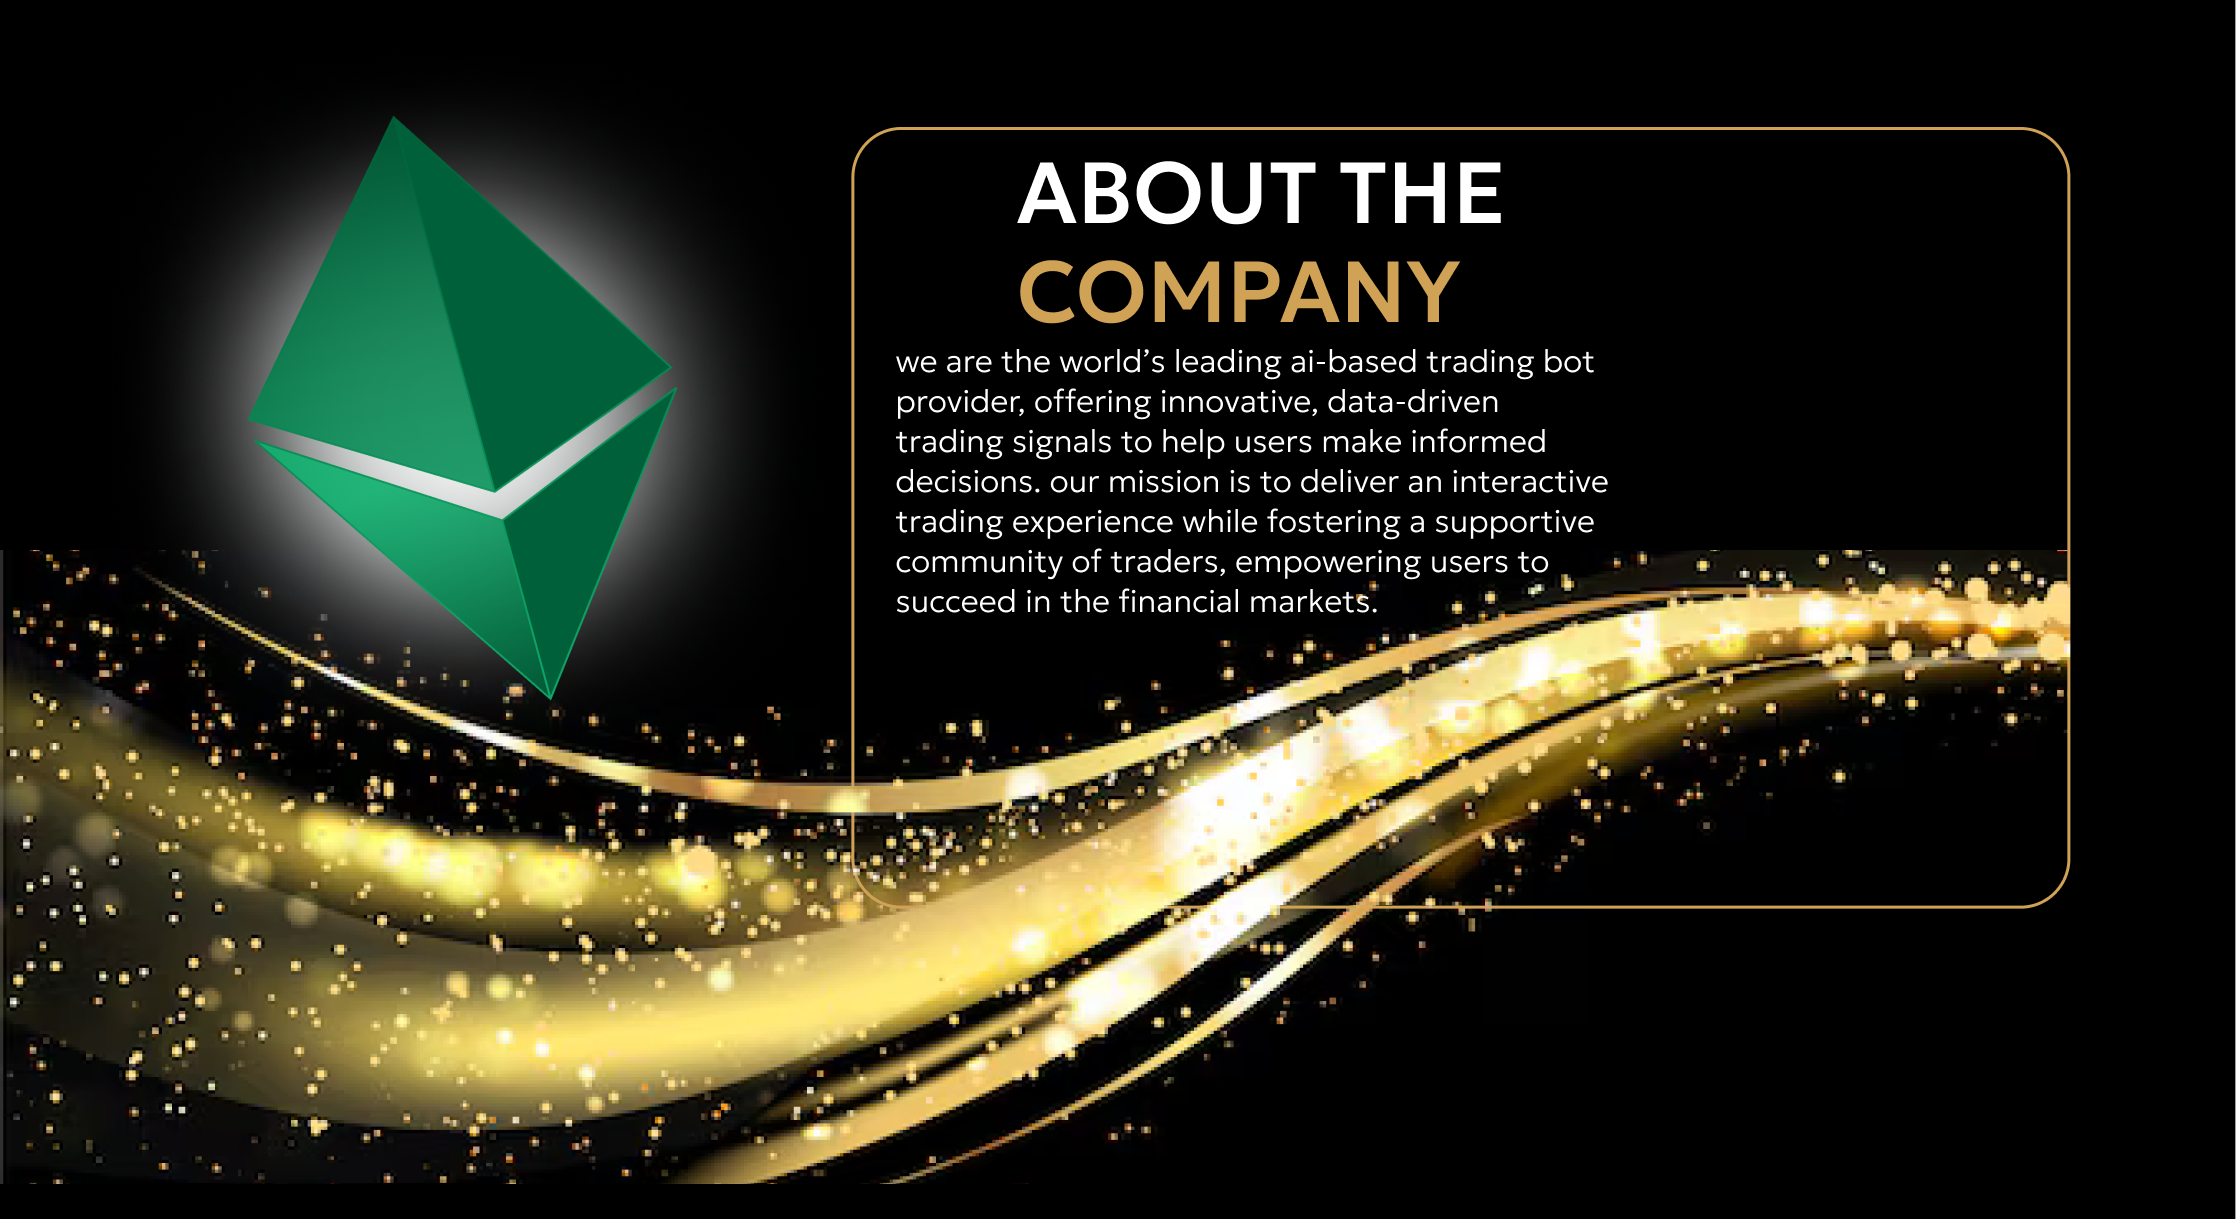 ABOUT THE
COMPANY
we are the world’s leading ai-based trading bot
provider, offering innovative, data-driven
trading signals to help users make informed
decisions. our mission is to deliver an interactive
trading experience while fostering a supportive
community of traders, empowering users to
succeed in the financial markets.